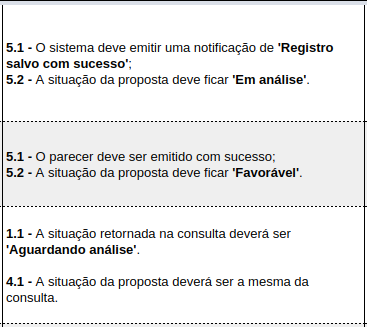 5.1 - O sistema deve emitir uma notificação de 'Registro
salvo com sucesso';
5.2 - A situação da proposta deve ficar 'Em análise'.
5.1 - O parecer deve ser emitido com sucesso;
5.2 - A situação da proposta deve ficar 'Favorável'.
1.1 - A situação retornada na consulta deverá ser
'Aguardando análise'.
4.1 - A situação da proposta deverá ser a mesma da
consulta.